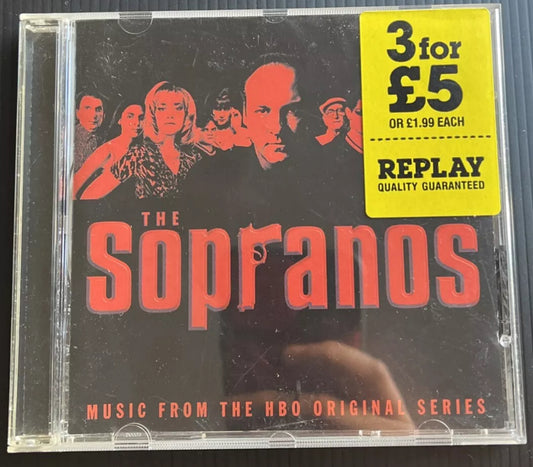 3 for
£5
OR £1.99 EACH
REPLAY
QUALITY GUARANTEED
THE
Sopranos
MUSIC FROM THE HBO ORIGINAL SERIES